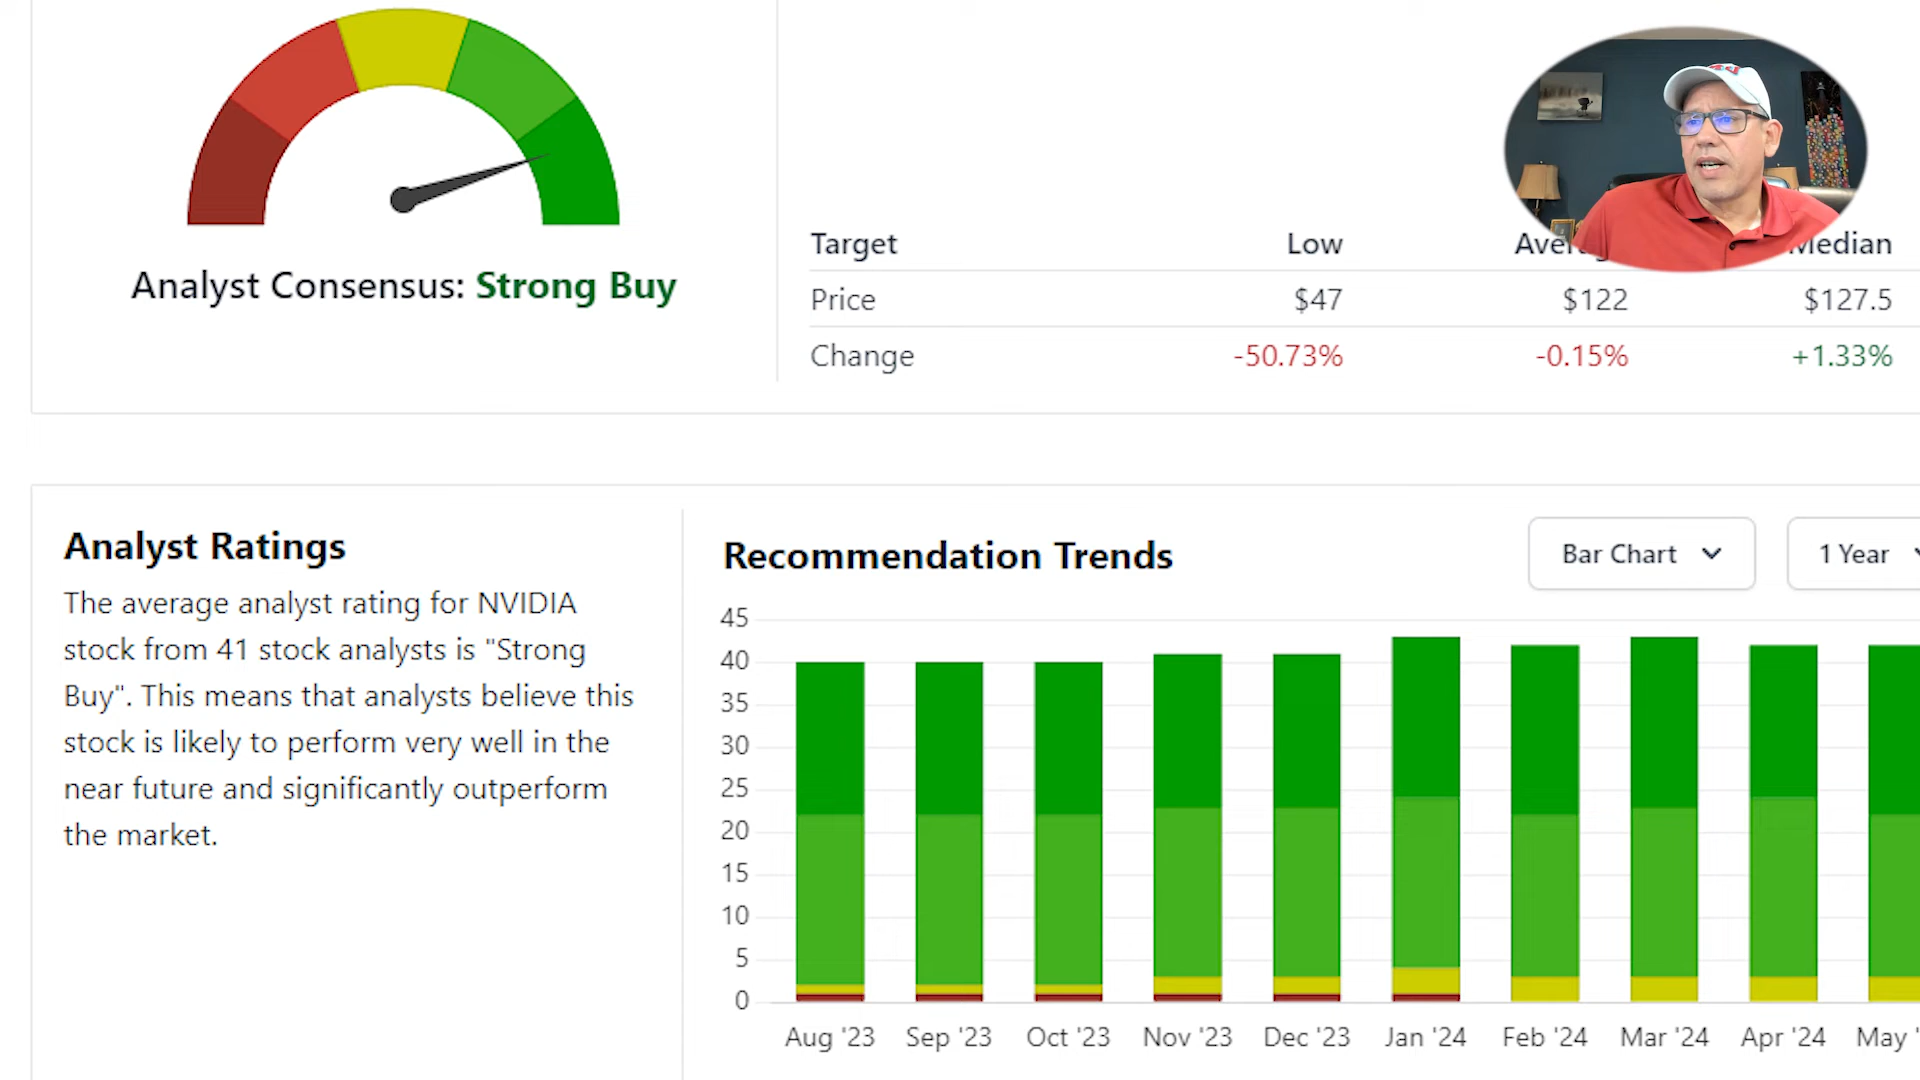 Analyst Consensus: Strong Buy
Target Low Median
Price $47 $122 $127.5
Change -50.73% -0.15% +1.33%
Analyst Ratings
The average analyst rating for NVIDIA
stock from 41 stock analysts is "Strong
Buy". This means that analysts believe this
stock is likely to perform very well in the
near future and significantly outperform
the market.
Recommendation Trends
Bar Chart
1 Year
45
40
35
30
25
20
15
10
5
0
Aug '23 Sep '23 Oct '23 Nov '23 Dec '23 Jan '24 Feb '24 Mar '24 Apr '24 May '